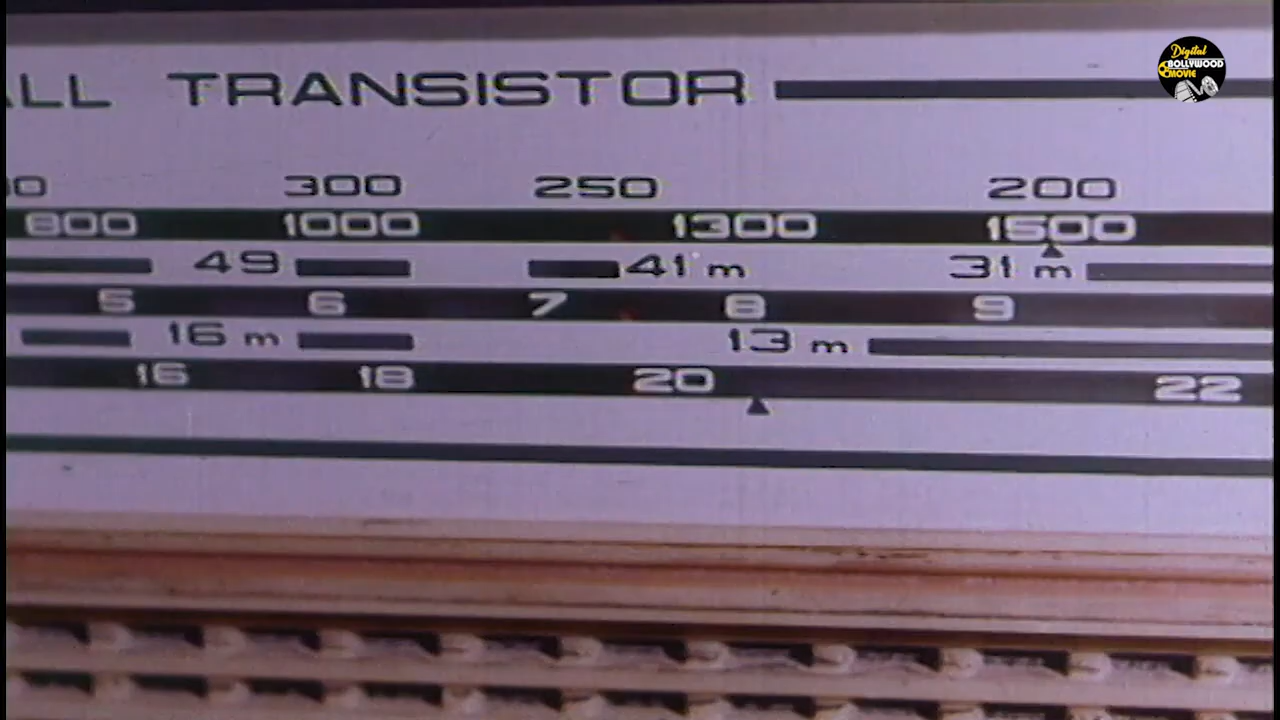 ALL TRANSISTOR
Digital
BOLLYWOOD
MOVIE
300 250 200
800 1000 1300 1500
49 41 m 31 m
5 6 7 8 9
16 m 13 m
16 18 20 22